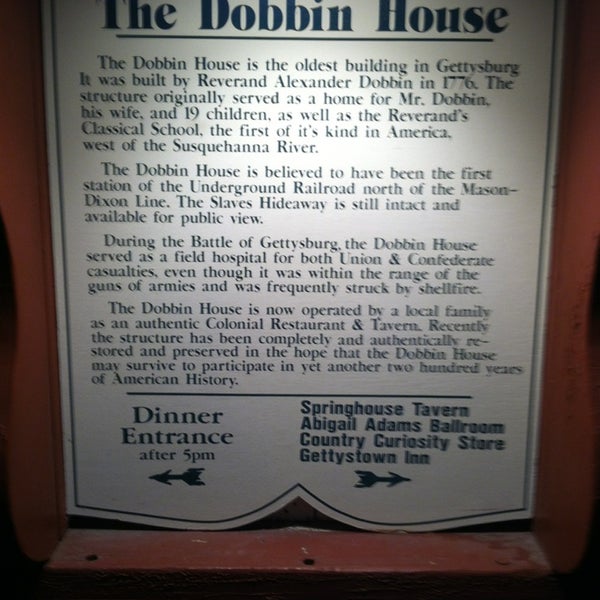 The Dobbin House
The Dobbin House is the oldest building in Gettysburg
It was built by Reverand Alexander Dobbin in 1776. The
structure originally served as a home for Mr. Dobbin,
his wife, and 19 children, as well as the Reverand's
Classical School, the first of it's kind in America,
west of the Susquehanna River.
The Dobbin House is believed to have been the first
station of the Underground Railroad north of the Mason-
Dixon Line. The Slaves Hideaway is still intact and
available for public view.
During the Battle of Gettysburg, the Dobbin House
served as a field hospital for both Union & Confederate
casualties, even though it was within the range of the
guns of armies and was frequently struck by shellfire.
The Dobbin House is now operated by a local family
as an authentic Colonial Restaurant & Tavern. Recently
the structure has been completely and authentically re-
stored and preserved in the hope that the Dobbin House
may survive to participate in yet another two hundred years
of American History.
Dinner
Entrance
after 5pm
Springhouse Tavern
Abigail Adams Ballroom
Country Curiosity Store
Gettystown Inn